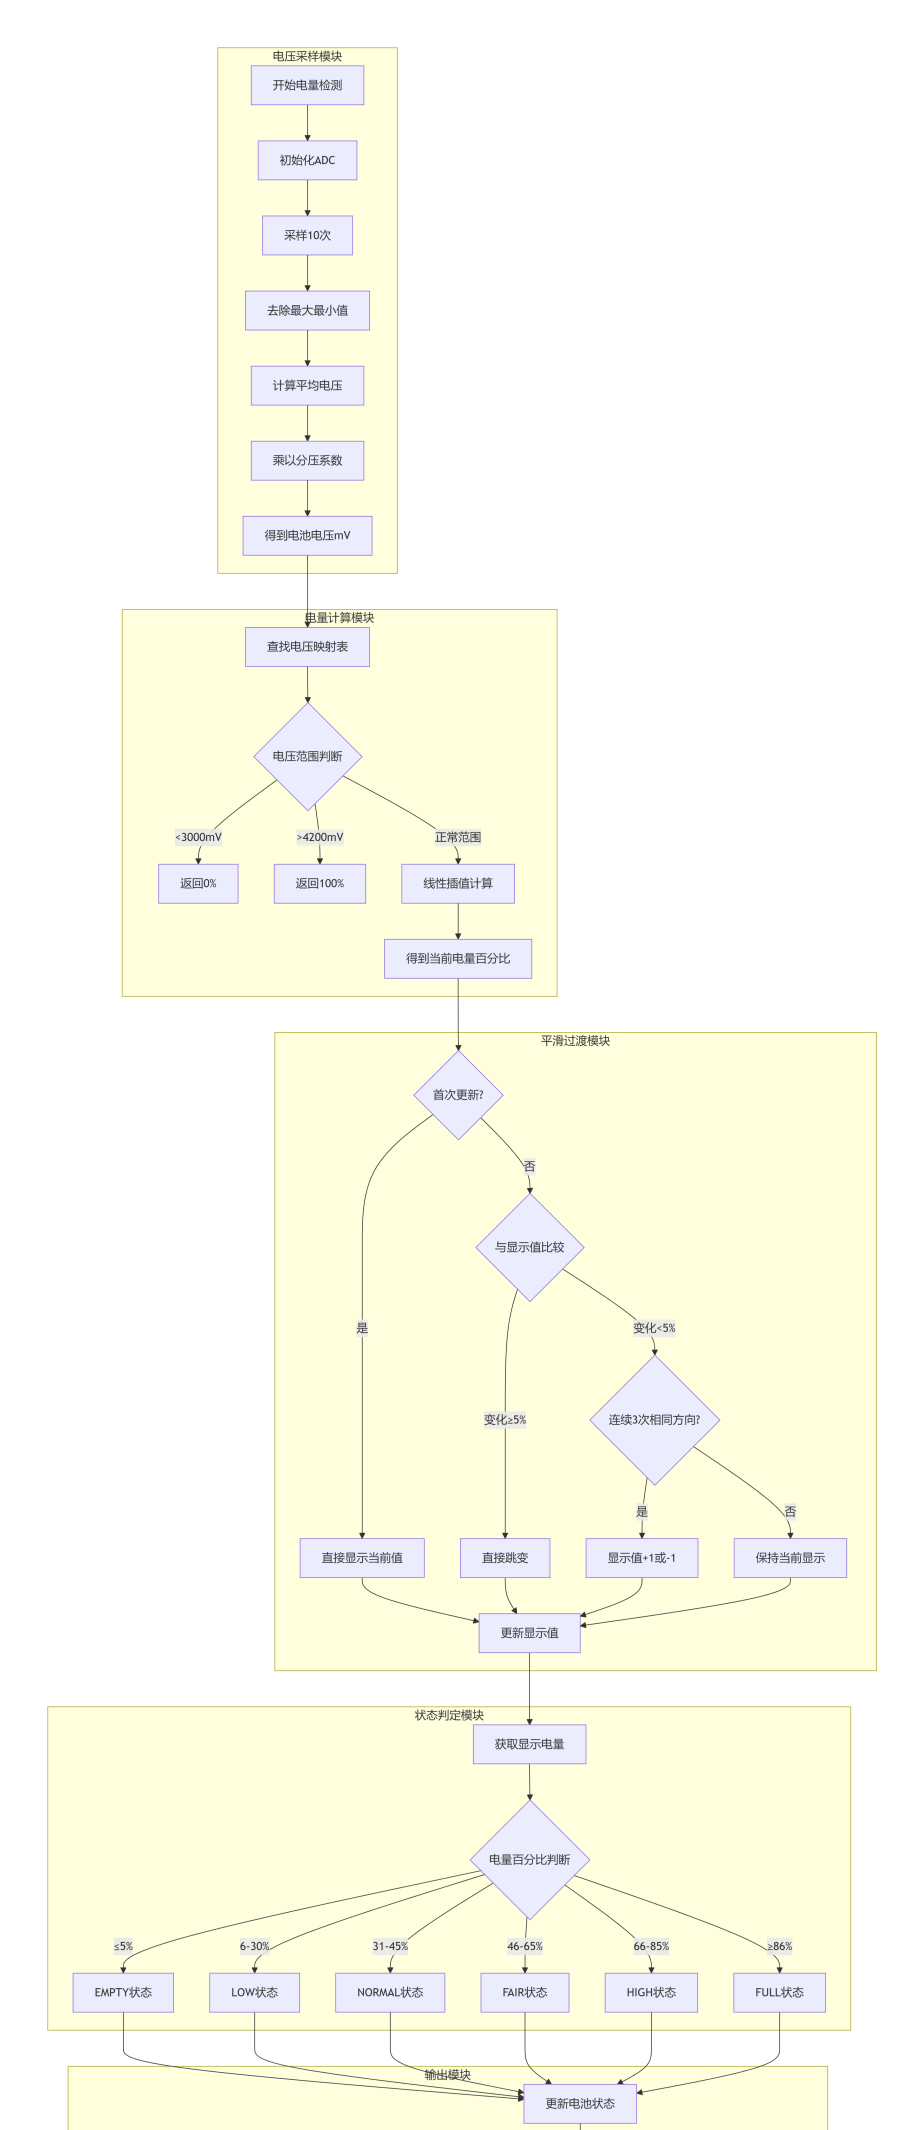 电压采样模块
开始电量检测
初始化ADC
采样10次
去除最大最小值
计算平均电压
乘以分压系数
得到电池电压mV
电量计算模块
查找电压映射表
电压范围判断
<3000mV
>4200mV
正常范围
返回0%
返回100%
线性插值计算
得到当前电量百分比
平滑过渡模块
首次更新?
否
与显示值比较
是
变化<5%
变化≥5%
连续3次相同方向?
是
否
直接显示当前值
直接跳变
显示值+1或-1
保持当前显示
更新显示值
状态判定模块
获取显示电量
电量百分比判断
≤5%
6-30%
31-45%
46-65%
66-85%
≥86%
EMPTY状态
LOW状态
NORMAL状态
FAIR状态
HIGH状态
FULL状态
输出模块
更新电池状态